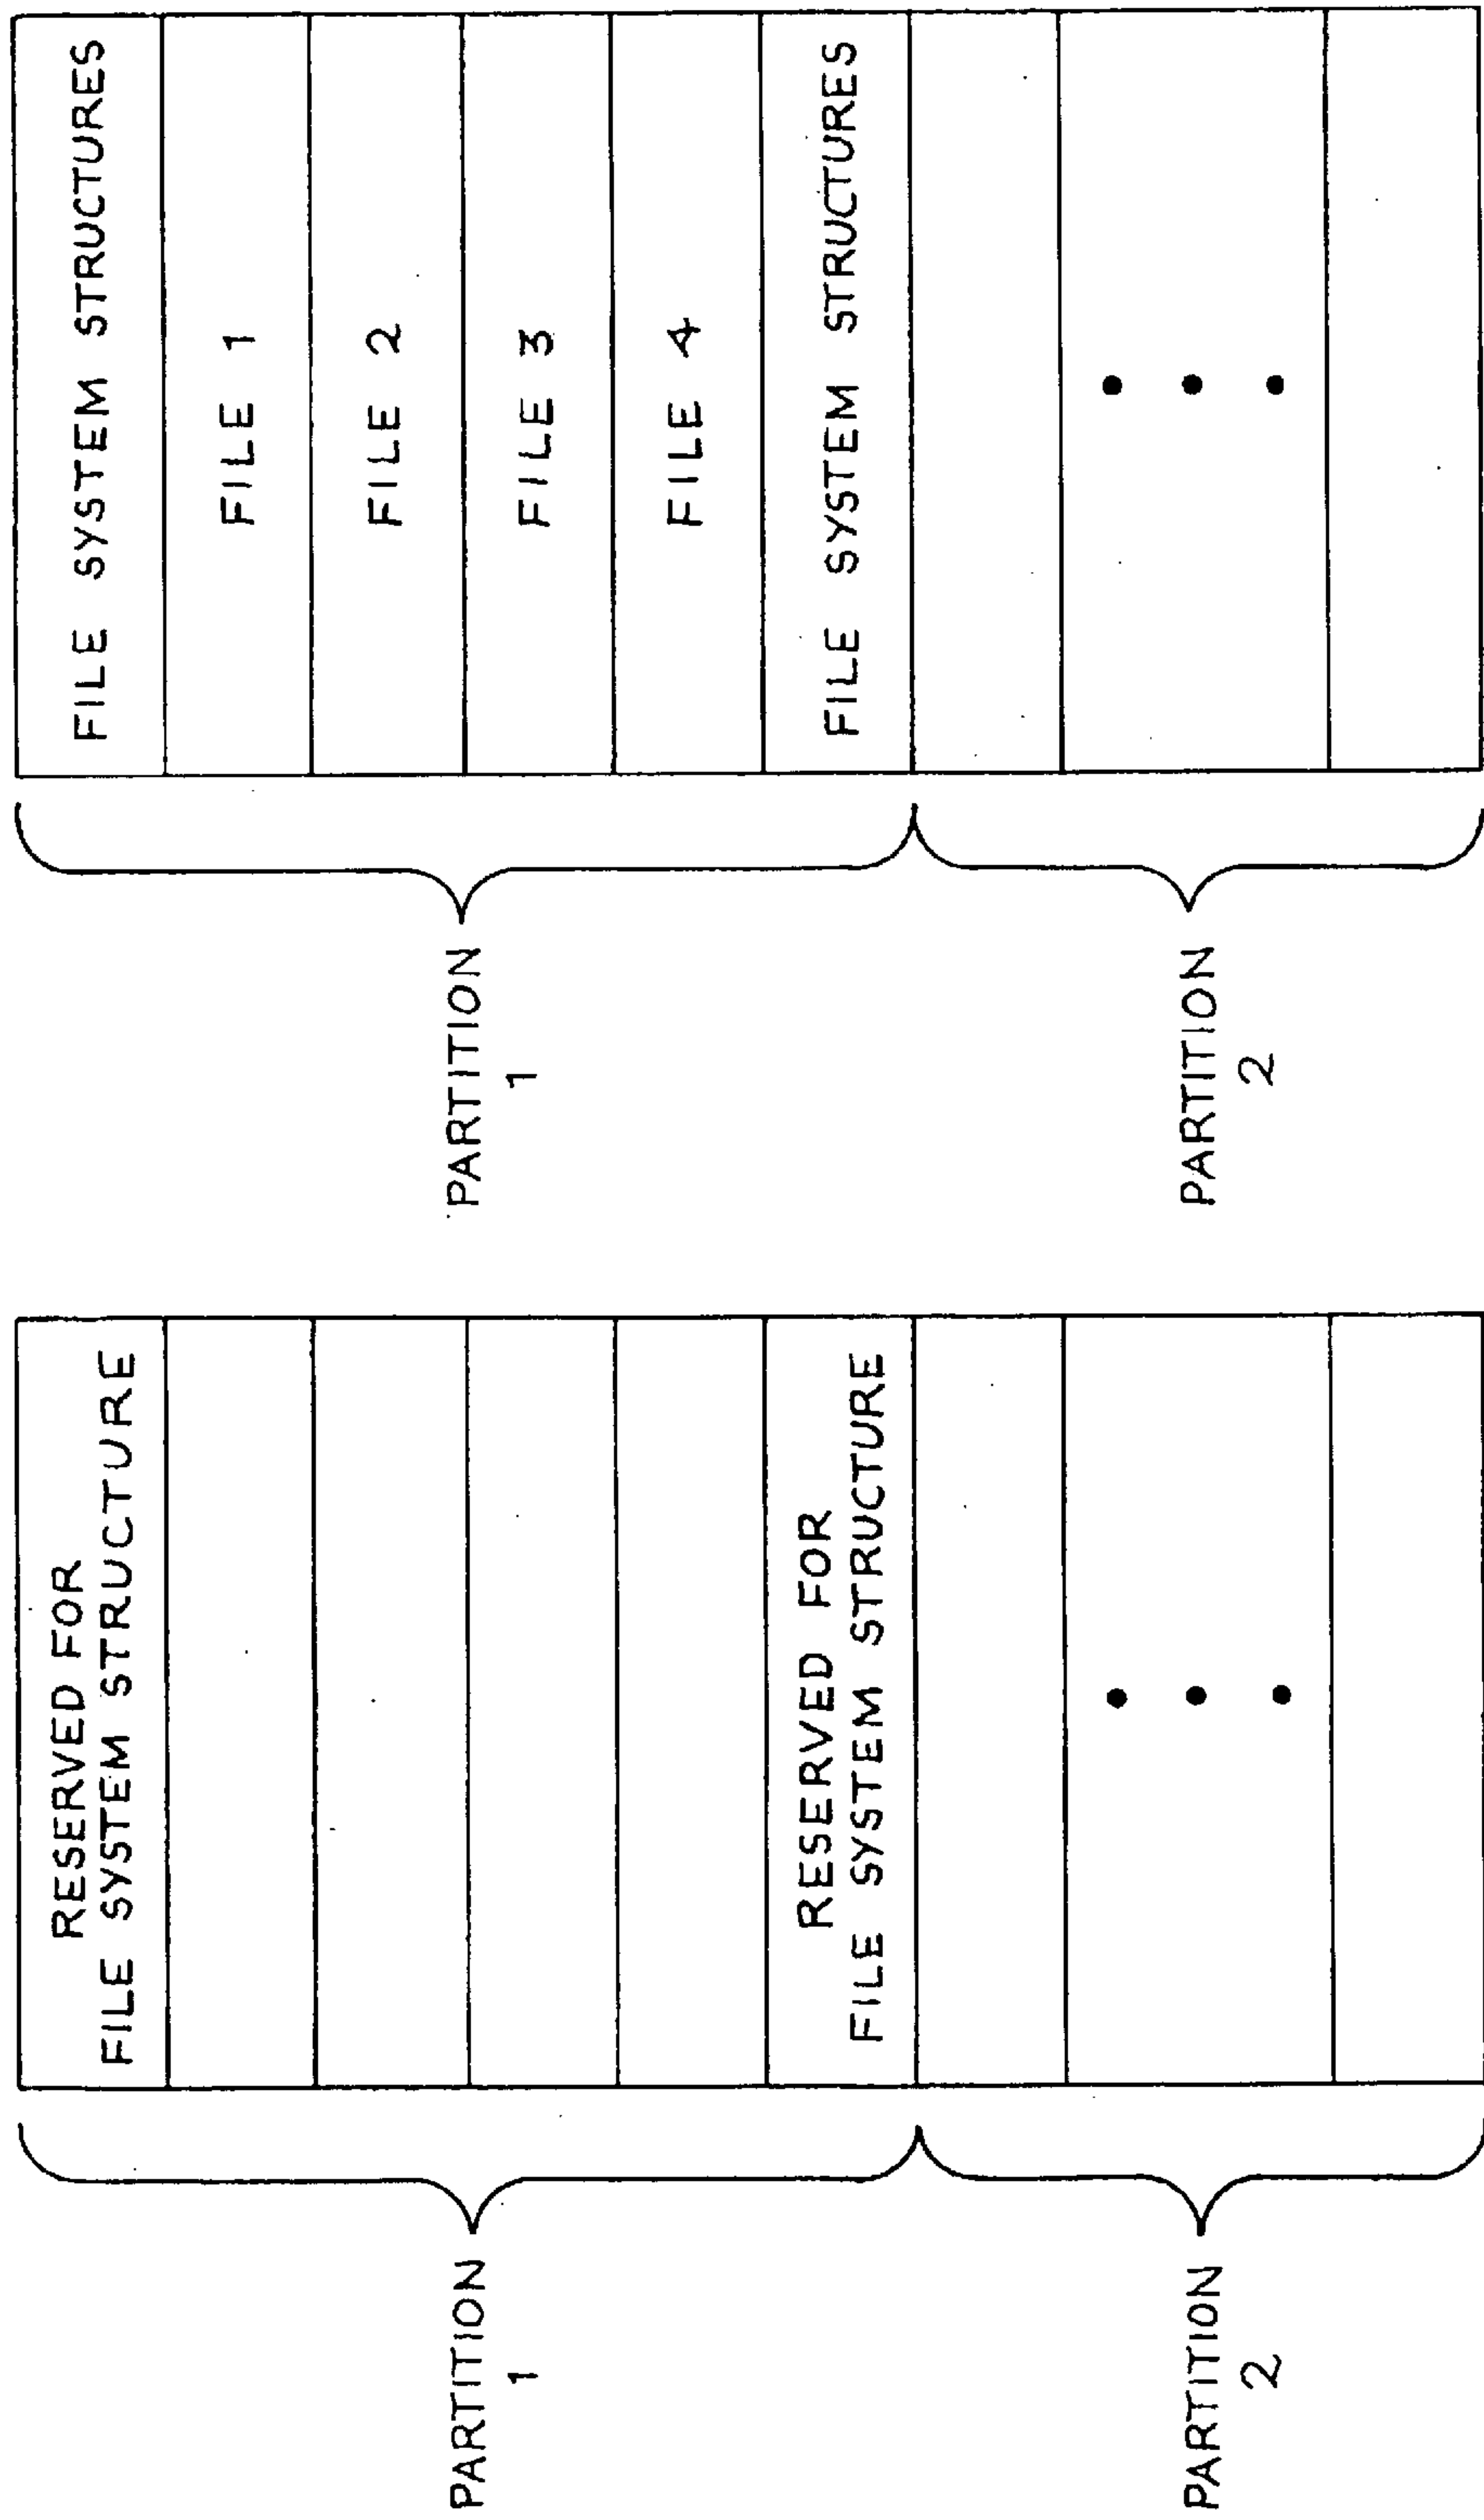 PARTITION
1
PARTITION
2
RESERVED FOR
FILE SYSTEM STRUCTURE
RESERVED FOR
FILE SYSTEM STRUCTURE
PARTITION
1
PARTITION
2
FILE SYSTEM STRUCTURES
FILE 1
FILE 2
FILE 3
FILE 4
FILE SYSTEM STRUCTURES